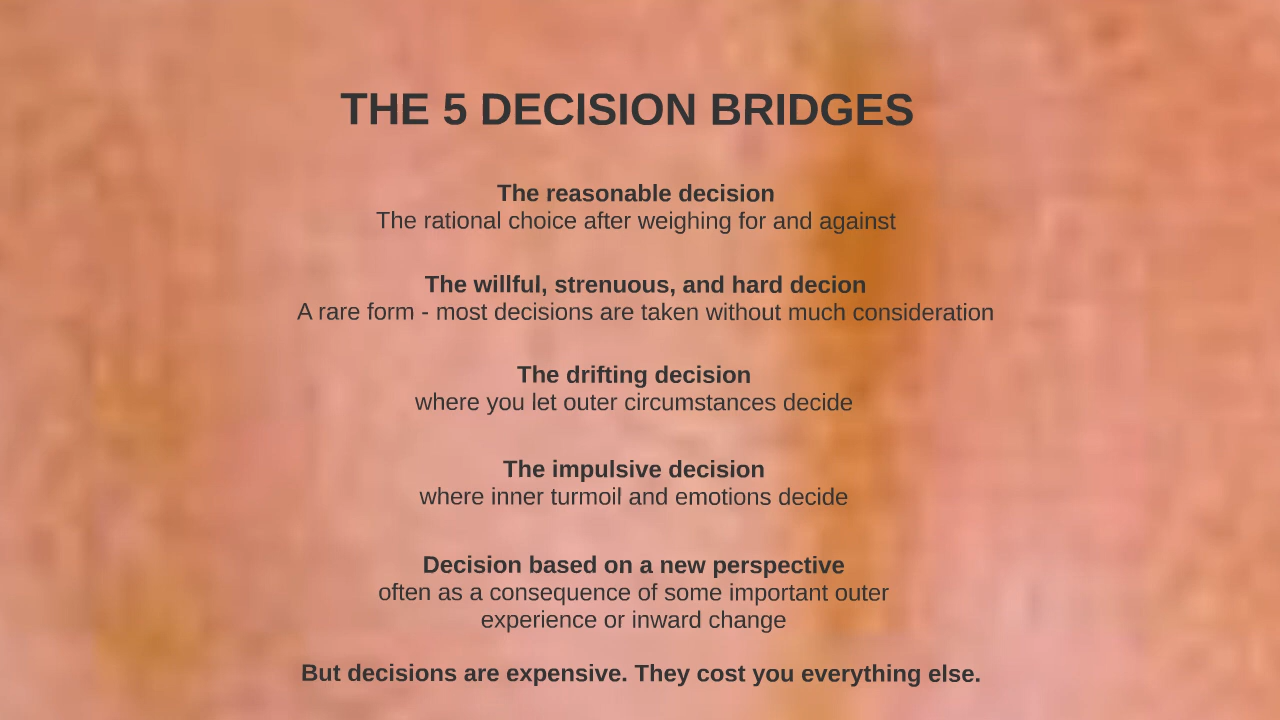 THE 5 DECISION BRIDGES
The reasonable decision
The rational choice after weighing for and against
The willful, strenuous, and hard decion
A rare form - most decisions are taken without much consideration
The drifting decision
where you let outer circumstances decide
The impulsive decision
where inner turmoil and emotions decide
Decision based on a new perspective
often as a consequence of some important outer
experience or inward change
But decisions are expensive. They cost you everything else.